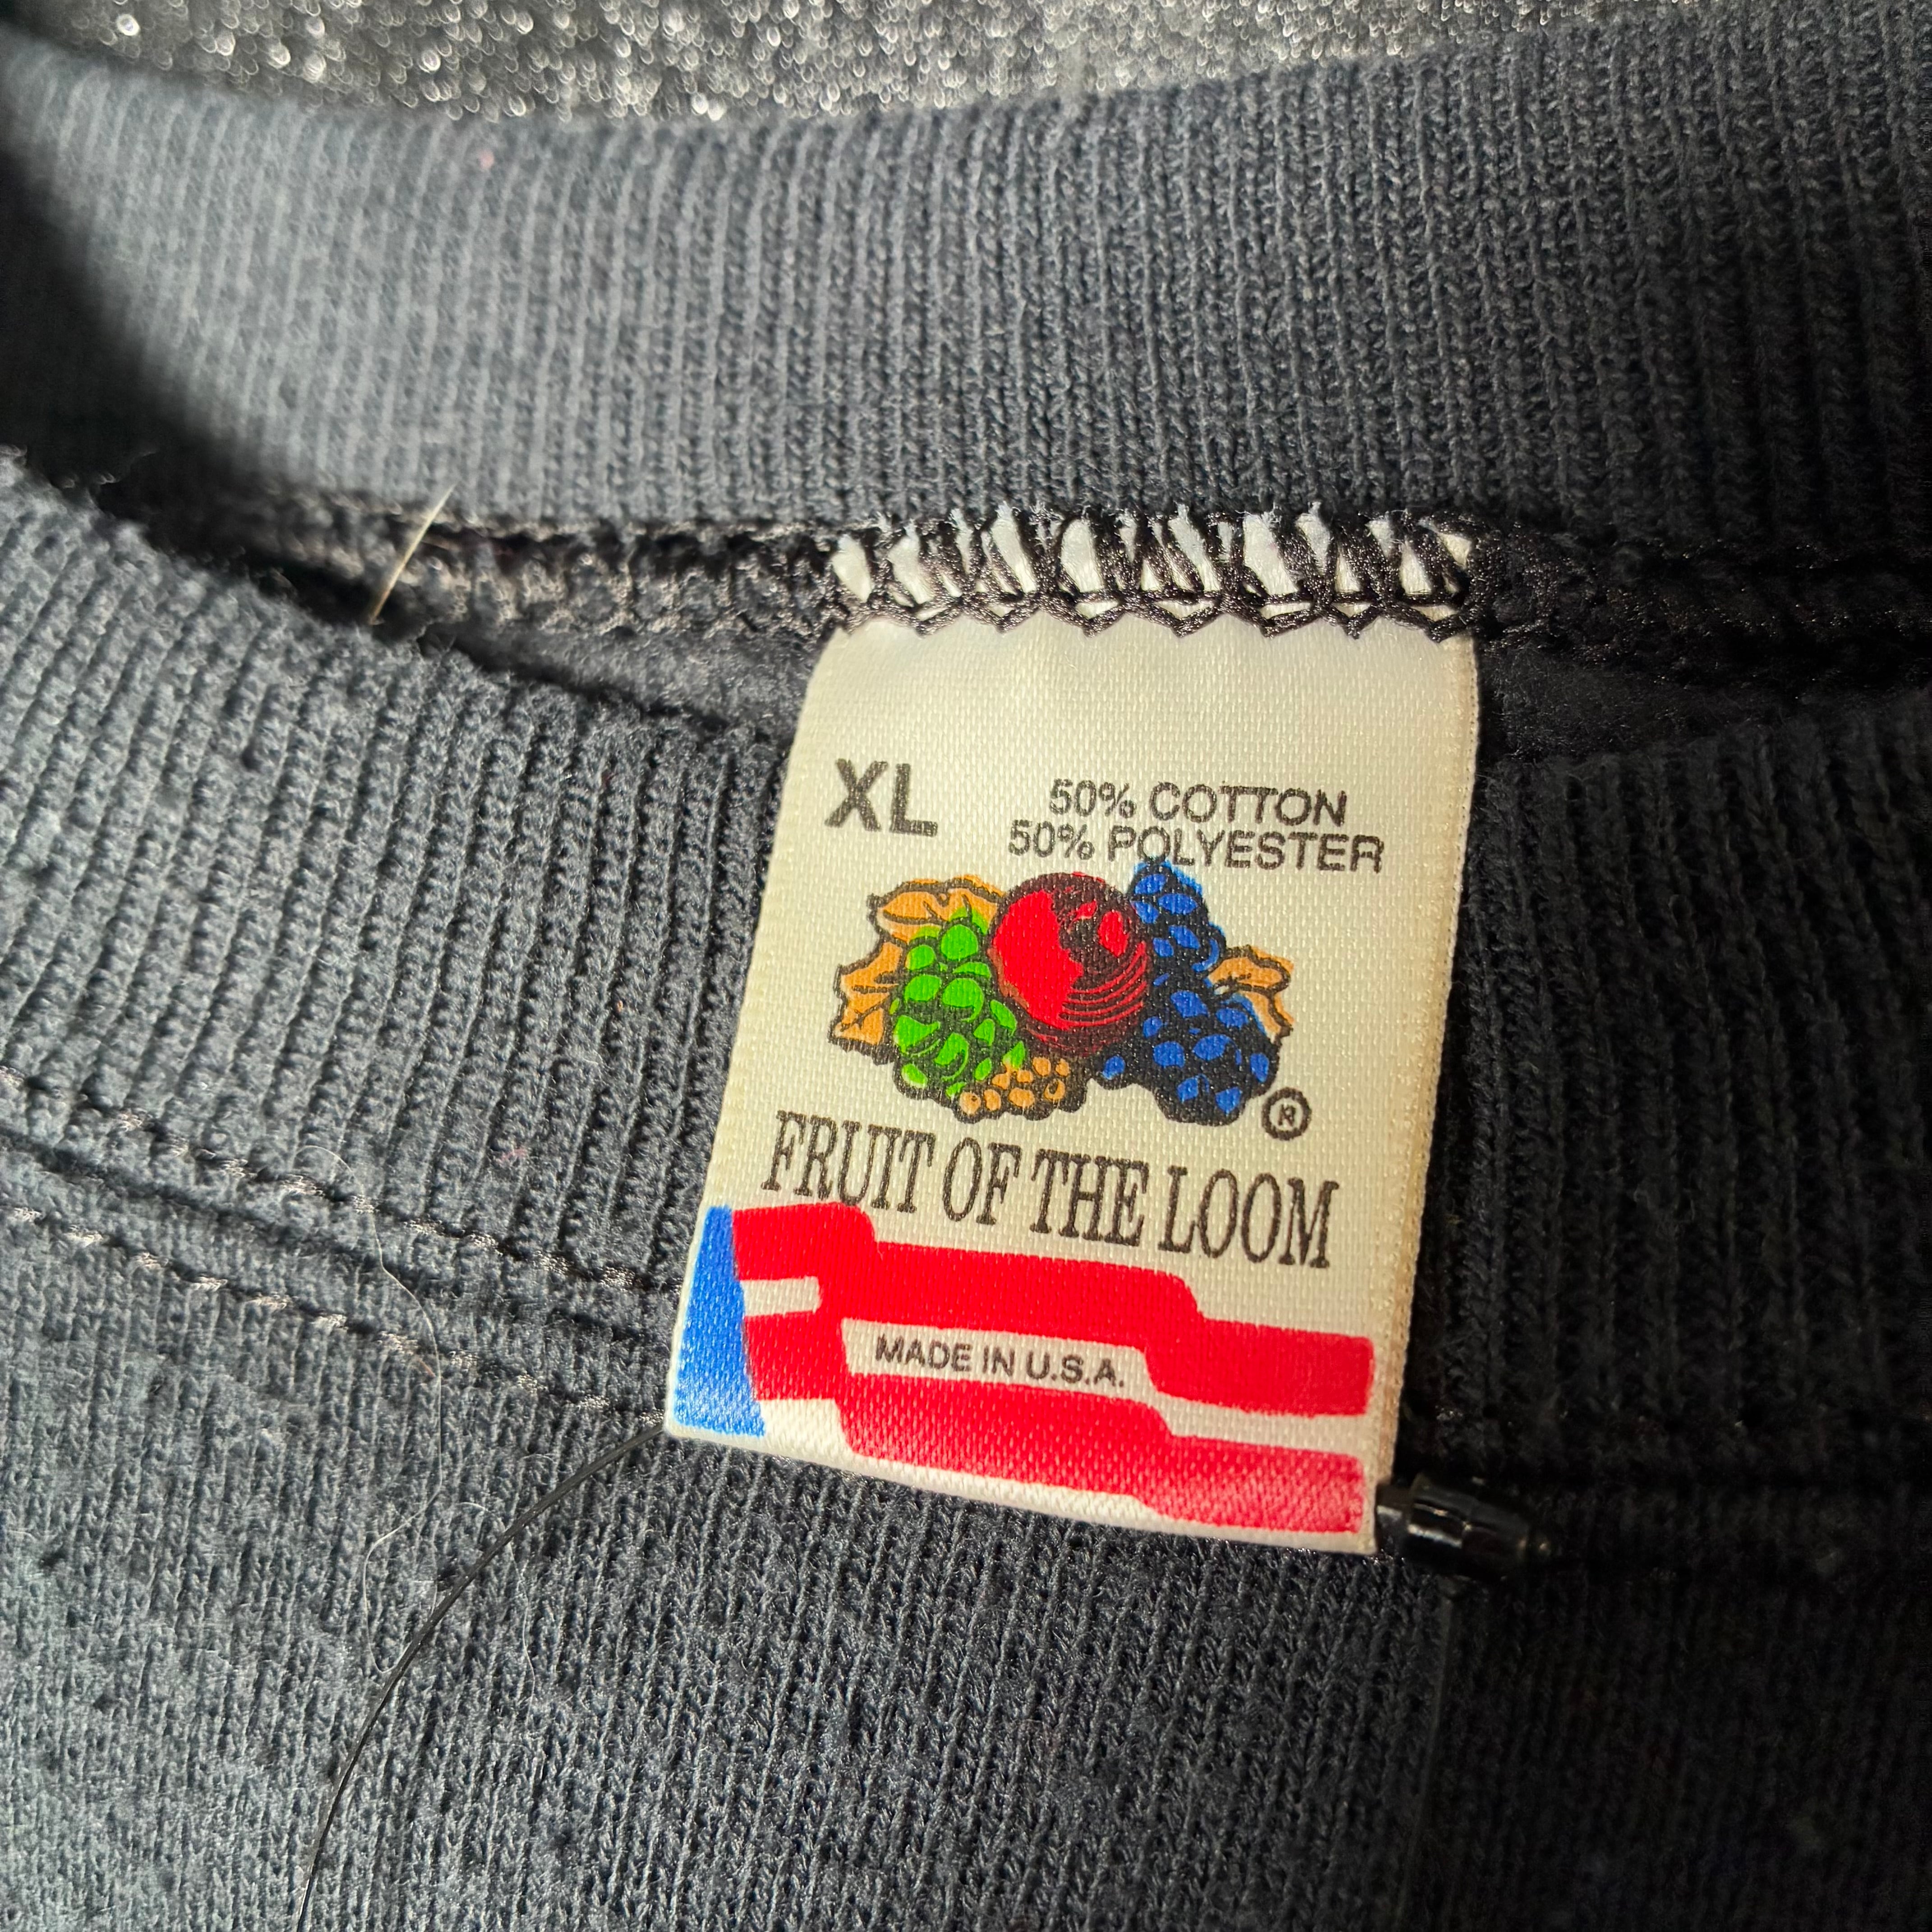 XL
50% COTTON
50% POLYESTER
®
FRUIT OF THE LOOM
MADE IN U.S.A.